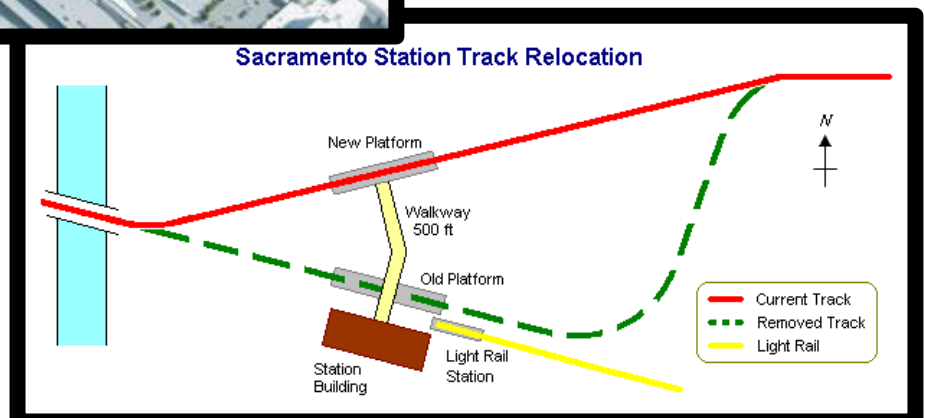 Sacramento Station Track Relocation
N
New Platform
Walkway
500 ft
Old Platform
Current Track
Removed Track
Light Rail
Light Rail
Station
Station
Building